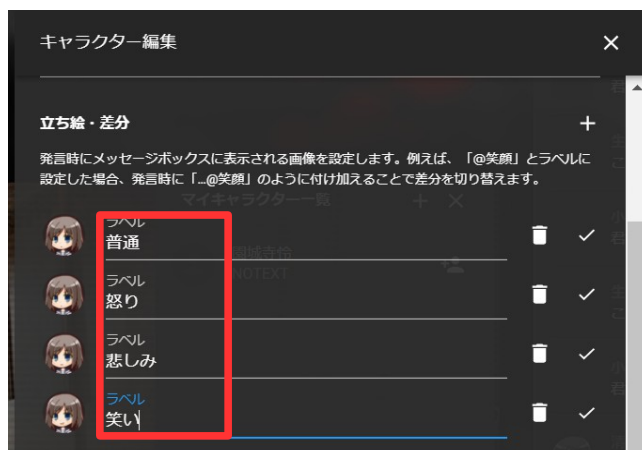 キャラクター編集
立ち絵・差分
発言時にメッセージボックスに表示される画像を設定します。例えば、「@笑顔」とラベルに
設定した場合、発言時に「...@笑顔」のように付け加えることで差分を切り替えます。
マイキャラクター一覧
ラベル
普通
園城寺怜
NOTEXT
ラベル
怒り
ラベル
悲しみ
ラベル
笑い